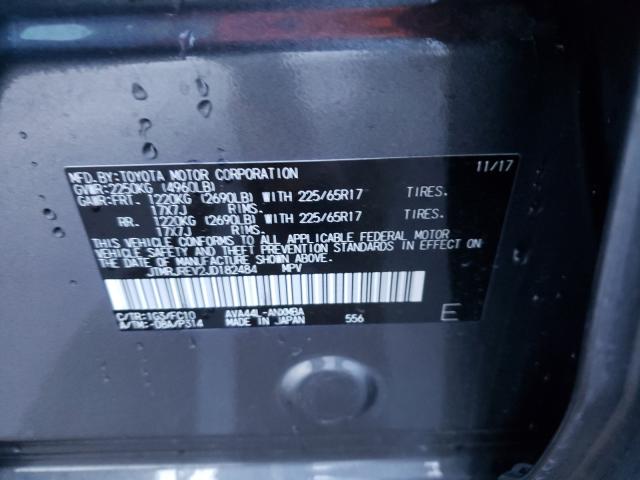 MFD.BY:TOYOTA MOTOR CORPORATION 11/17
GVWR:2250KG (4960LB)
GAWR:FRT. 1220KG (2690LB) WITH 225/65R17 TIRES.
17X7J RIMS.
RR. 1220KG (2690LB) WITH 225/65R17 TIRES.
17X7J RIMS.
THIS VEHICLE CONFORMS TO ALL APPLICABLE FEDERAL MOTOR
VEHICLE SAFETY AND THEFT PREVENTION STANDARDS IN EFFECT
ON THE DATE OF MANUFACTURE SHOWN ABOVE.
JTMRJREV2JD182484 MPV
C/TR:1G3/FC10 AVA44L-ANXMBA
A/TM:-08A/P314 MADE IN JAPAN 556 E